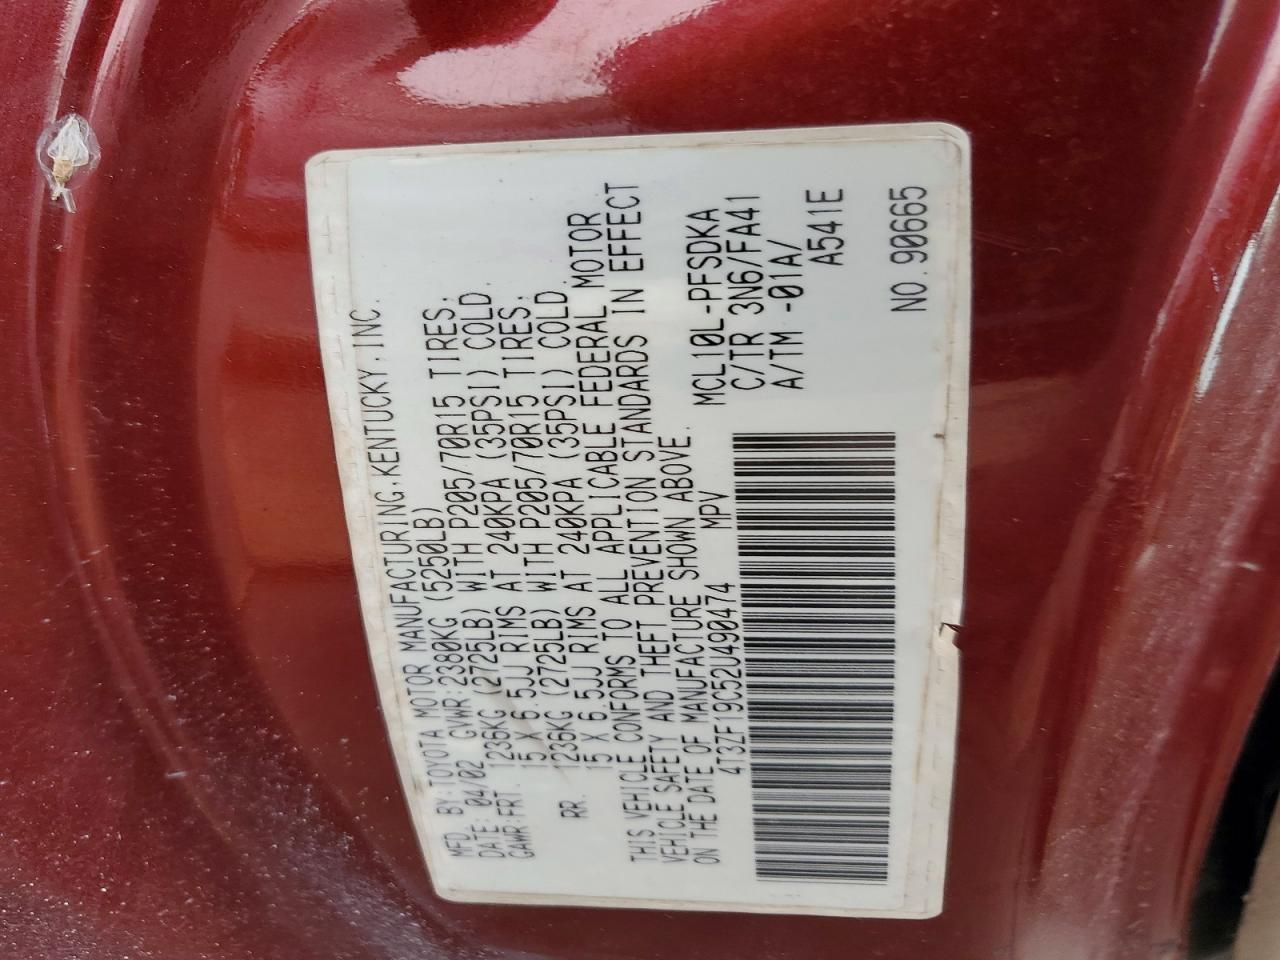 MFD. BY:TOYOTA MOTOR MANUFACTURING,KENTUCKY,INC.
DATE: 04/02 GVWR:2380KG (5250LB)
GAWR:FRT. 1236KG (2725LB) WITH P205/70R15 TIRES,
15 X 6.5JJ RIMS AT 240KPA (35PSI) COLD.
RR. 1236KG (2725LB) WITH P205/70R15 TIRES,
15 X 6.5JJ RIMS AT 240KPA (35PSI) COLD.
THIS VEHICLE CONFORMS TO ALL APPLICABLE FEDERAL MOTOR
VEHICLE SAFETY AND THEFT PREVENTION STANDARDS IN EFFECT
ON THE DATE OF MANUFACTURE SHOWN ABOVE.
4T3ZF19C52U490474 MPV
MCL10L-PFSDKA
C/TR 3N6/FA41
A/TM -01A/
A541E
NO.90665